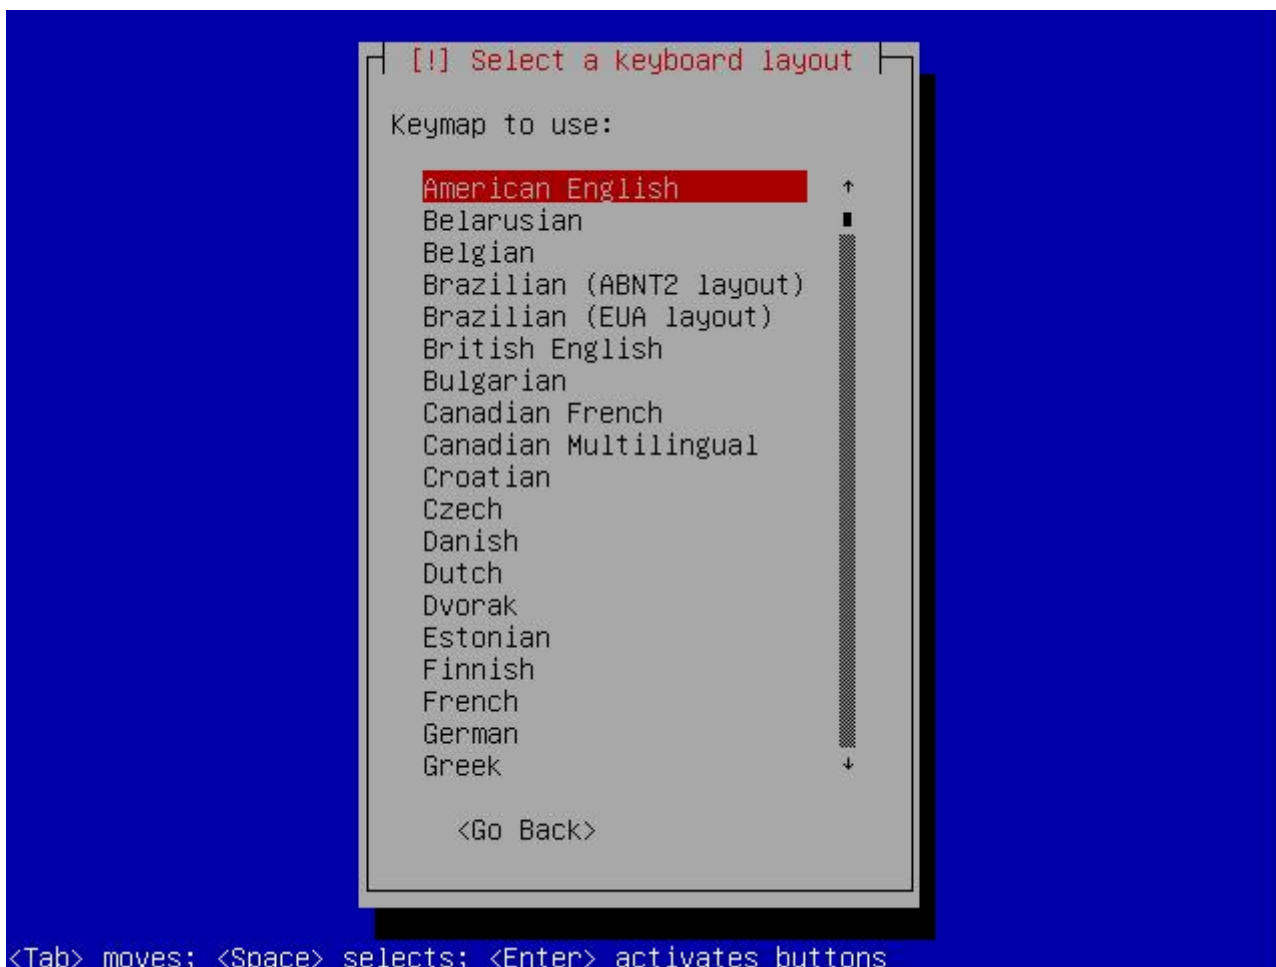 [!] Select a keyboard layout
Keymap to use:
American English
Belarusian
Belgian
Brazilian (ABNT2 layout)
Brazilian (EUA layout)
British English
Bulgarian
Canadian French
Canadian Multilingual
Croatian
Czech
Danish
Dutch
Dvorak
Estonian
Finnish
French
German
Greek
<Go Back>
<Tab> moves; <Space> selects; <Enter> activates buttons